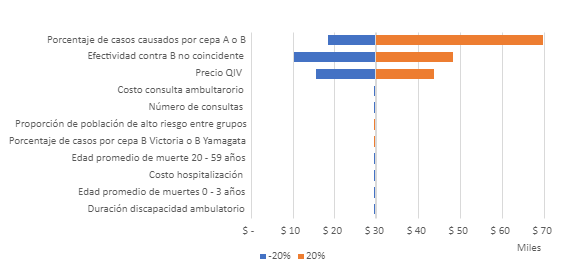 Porcentaje de casos causados por cepa A o B
Efectividad contra B no coincidente
Precio QIV
Costo consulta ambultarorio
Número de consultas
Proporción de población de alto riesgo entre grupos
Porcentaje de casos por cepa B Victoria o B Yamagata
Edad promedio de muerte 20 - 59 años
Costo hospitalización
Edad promedio de muertes 0 - 3 años
Duración discapacidad ambulatorio
$ - $ 10 $ 20 $ 30 $ 40 $ 50 $ 60 $ 70
Miles
-20% 20%